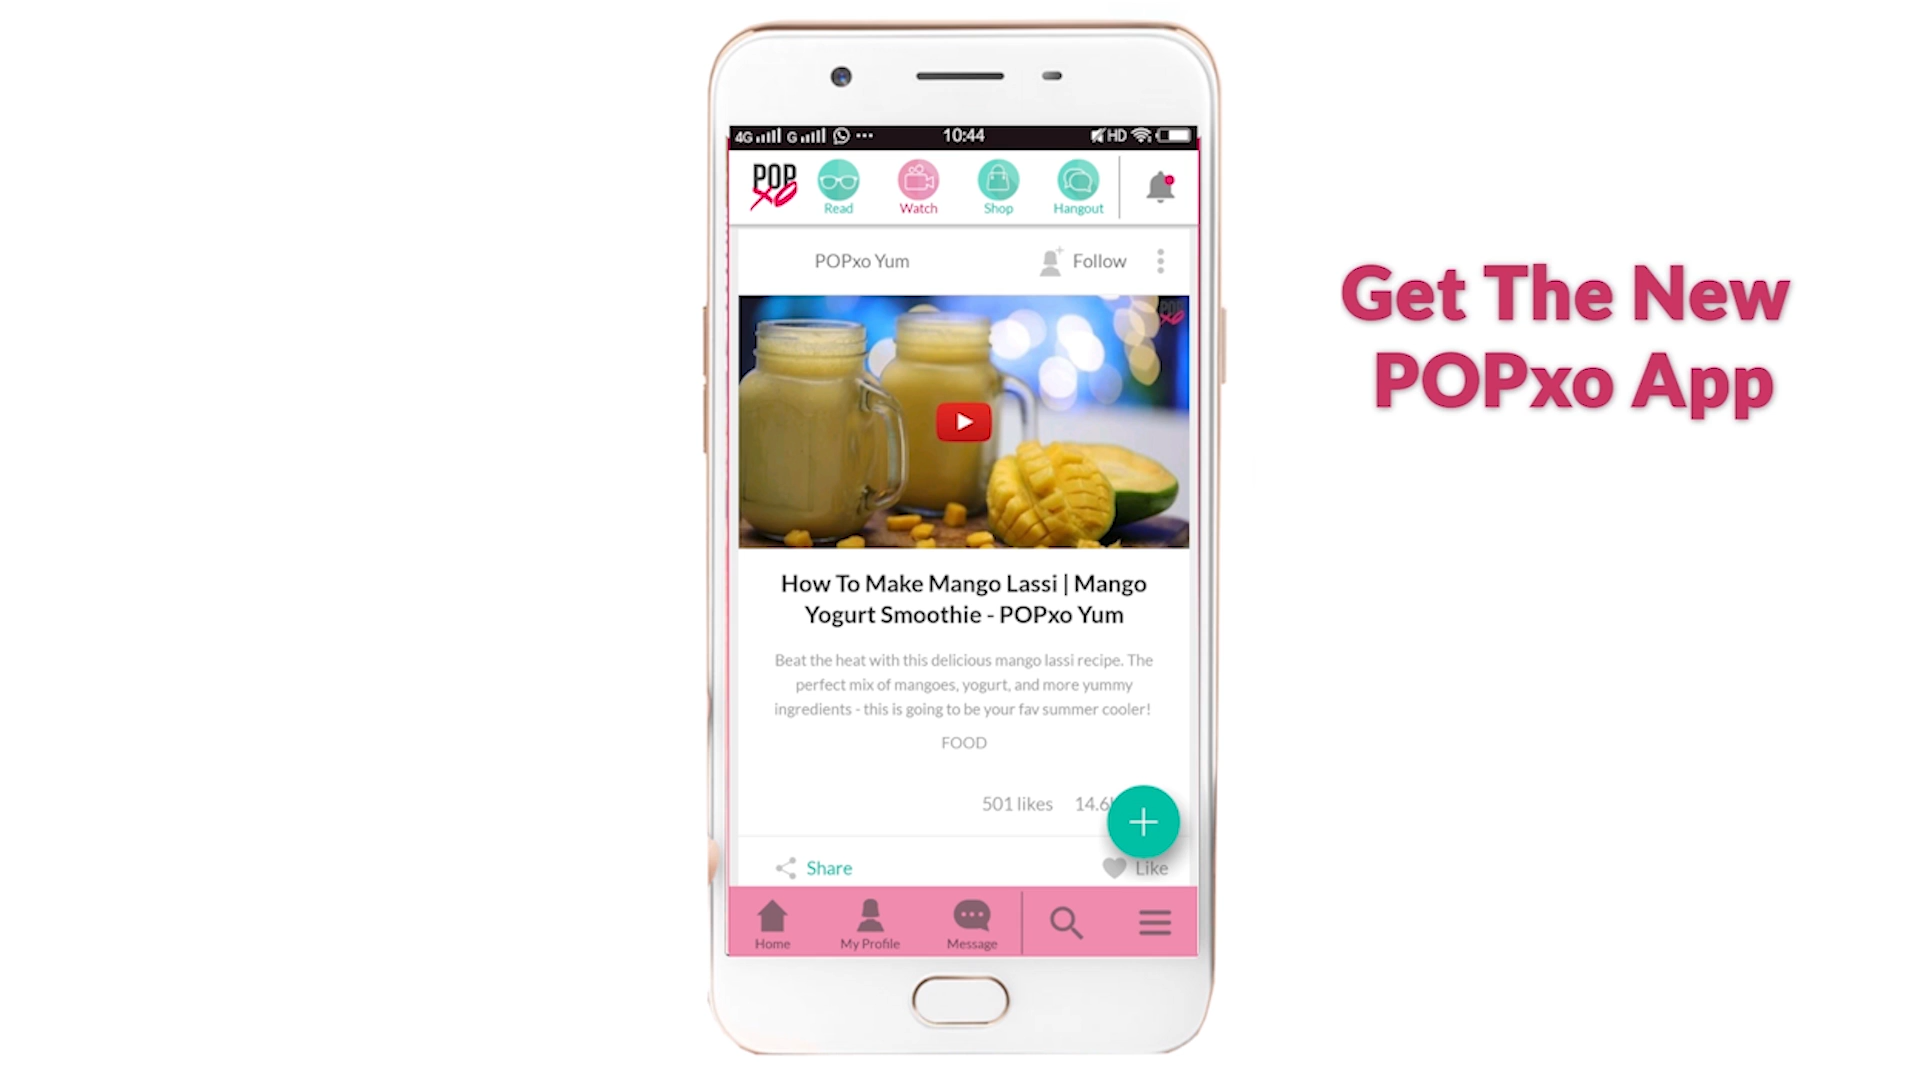 4G G 10:44 HD
POP
xo
Read Watch Shop Hangout
POPxo Yum Follow
POP
xo
How To Make Mango Lassi | Mango
Yogurt Smoothie - POPxo Yum
Beat the heat with this delicious mango lassi recipe. The
perfect mix of mangoes, yogurt, and more yummy
ingredients - this is going to be your fav summer cooler!
FOOD
501 likes
Share Like
Home My Profile Message
Get The New
POPxo App